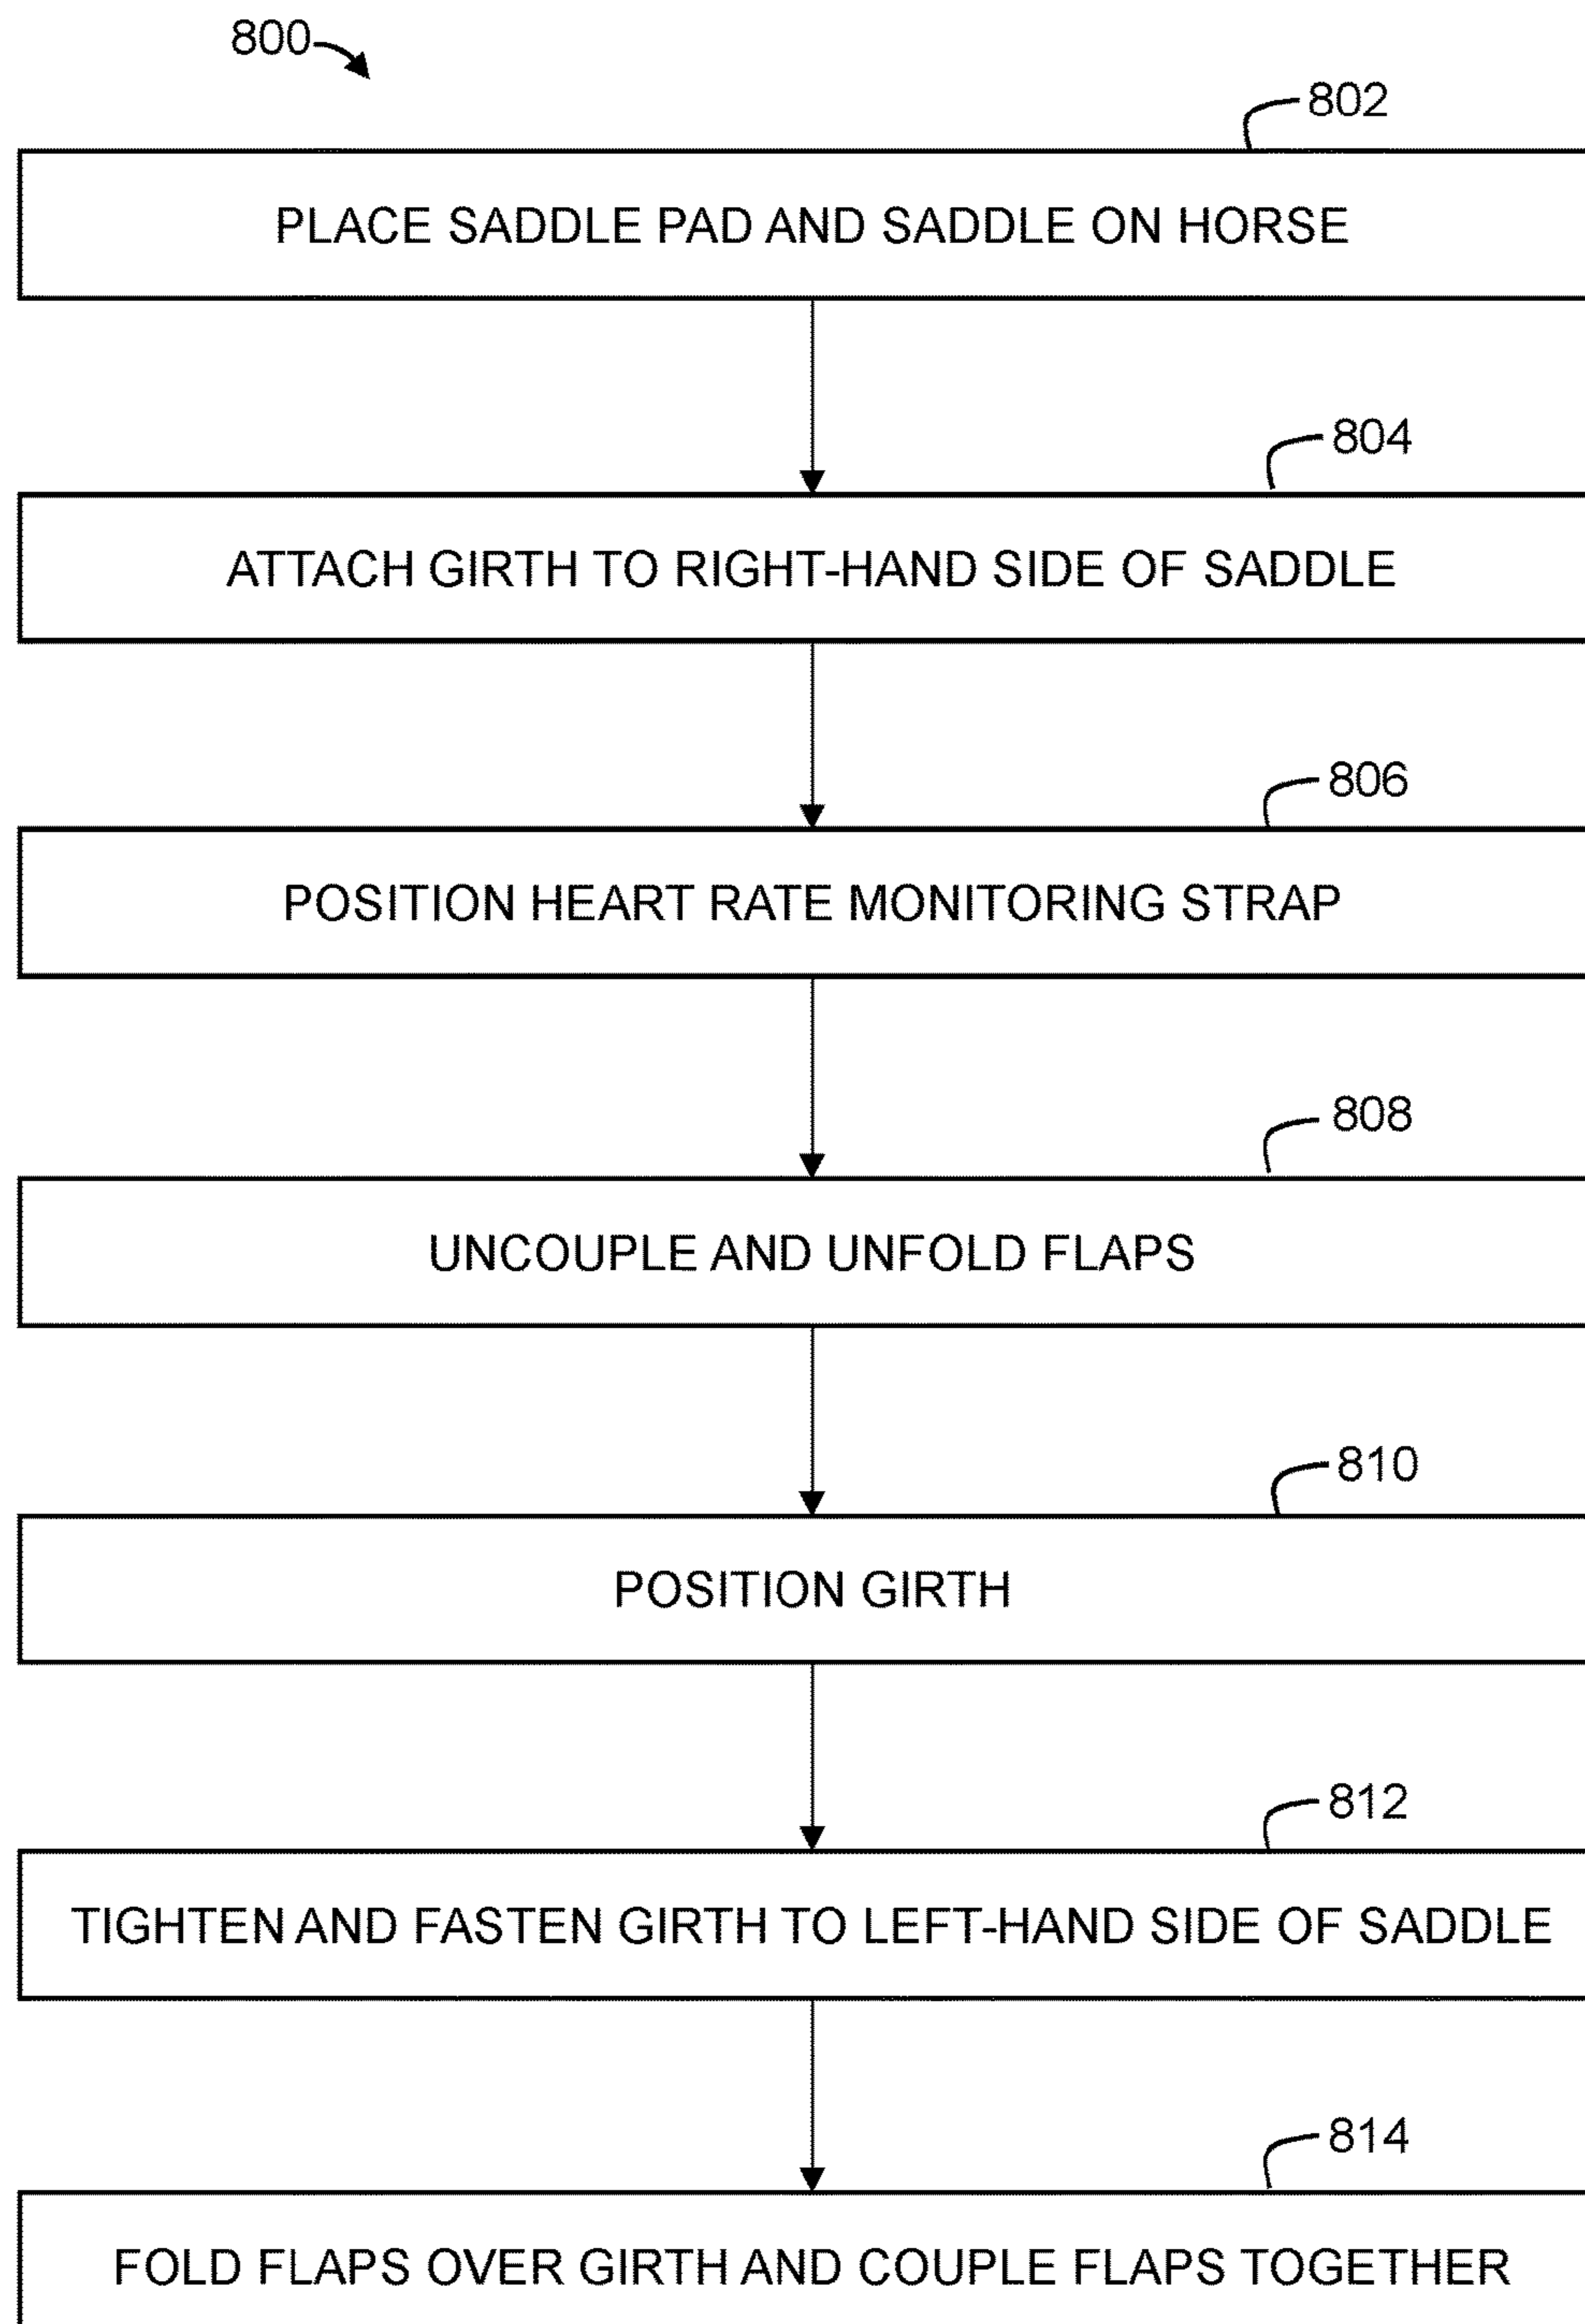 800
802
PLACE SADDLE PAD AND SADDLE ON HORSE
804
ATTACH GIRTH TO RIGHT-HAND SIDE OF SADDLE
806
POSITION HEART RATE MONITORING STRAP
808
UNCOUPLE AND UNFOLD FLAPS
810
POSITION GIRTH
812
TIGHTEN AND FASTEN GIRTH TO LEFT-HAND SIDE OF SADDLE
814
FOLD FLAPS OVER GIRTH AND COUPLE FLAPS TOGETHER